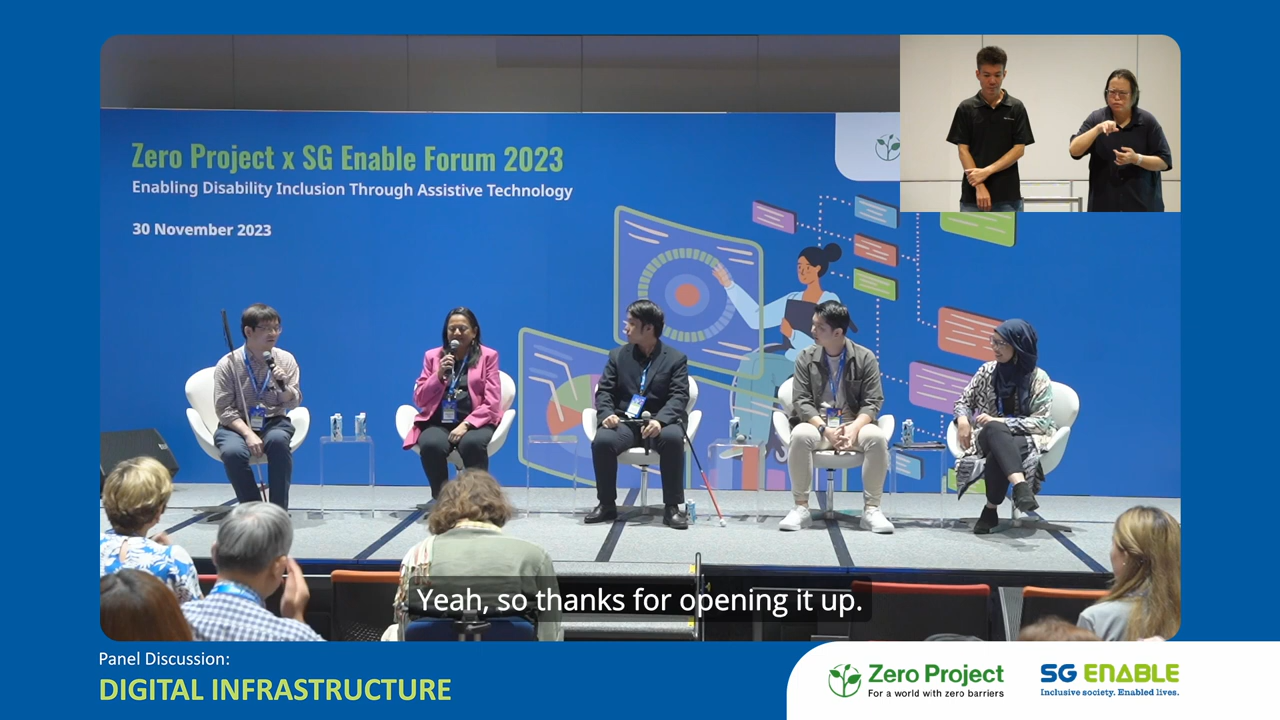 Zero Project x SG Enable Forum 2023
Enabling Disability Inclusion Through Assistive Technology
30 November 2023
Yeah, so thanks for opening it up.
Panel Discussion:
DIGITAL INFRASTRUCTURE
Zero Project
For a world with zero barriers
SG ENABLE
Inclusive society. Enabled lives.